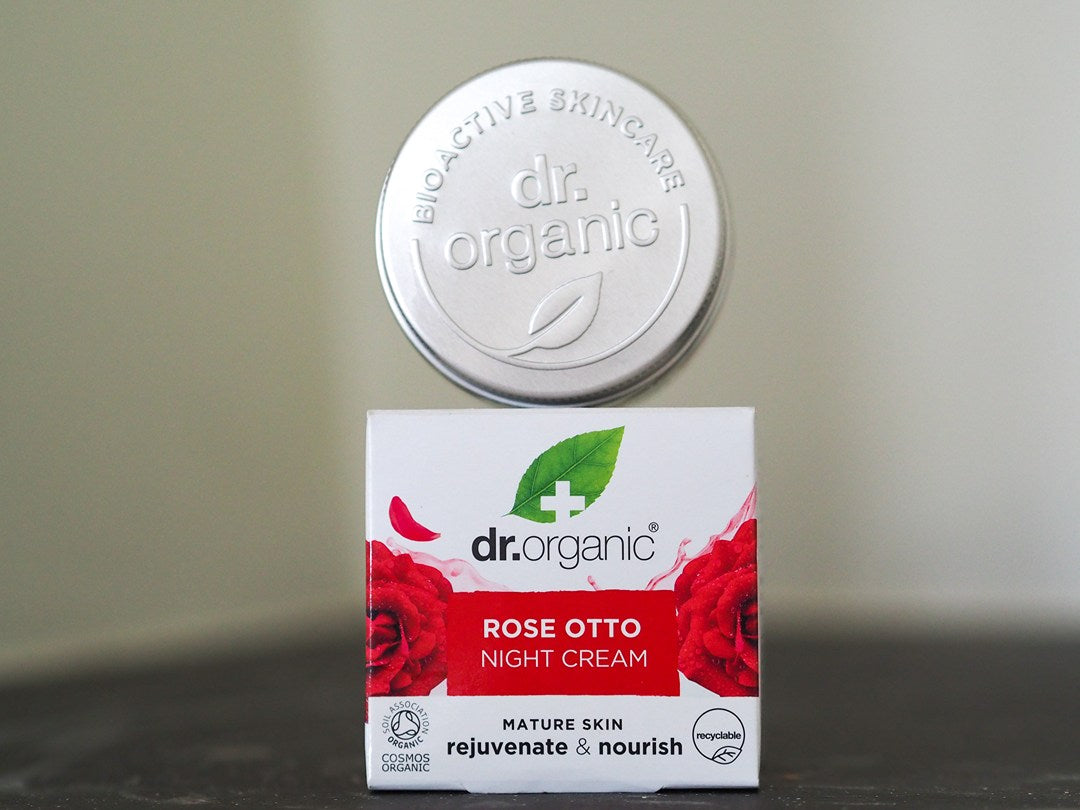 BIOACTIVE SKINCARE
dr.
organic
dr.organic®
ROSE OTTO
NIGHT CREAM
SOIL ASSOCIATION
ORGANIC
COSMOS
ORGANIC
MATURE SKIN
rejuvenate & nourish
recyclable